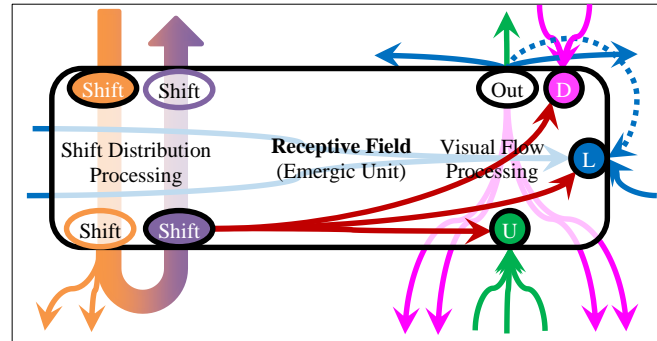 Shift
Shift
Out
D
Shift Distribution
Processing
Receptive Field
(Emergic Unit)
Visual Flow
Processing
L
Shift
Shift
U